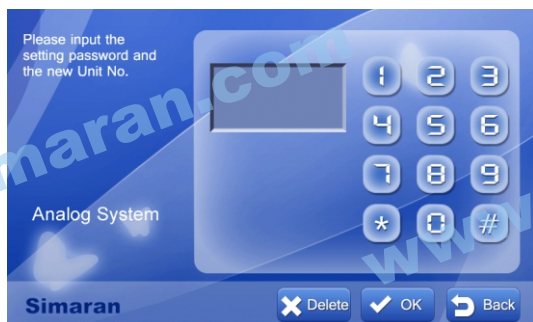 Please input the
setting password and
the new Unit No.
1 2 3
4 5 6
7 8 9
* 0 #
Analog System
Simaran
Delete
OK
Back
maran.com
www.